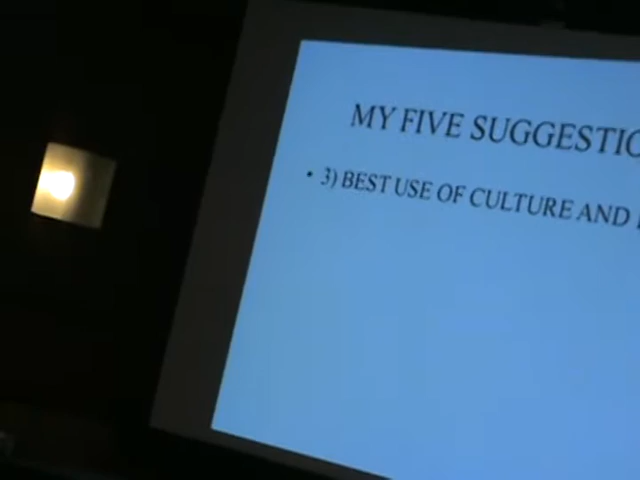 MY FIVE SUGGESTIO
• 3) BEST USE OF CULTURE AND